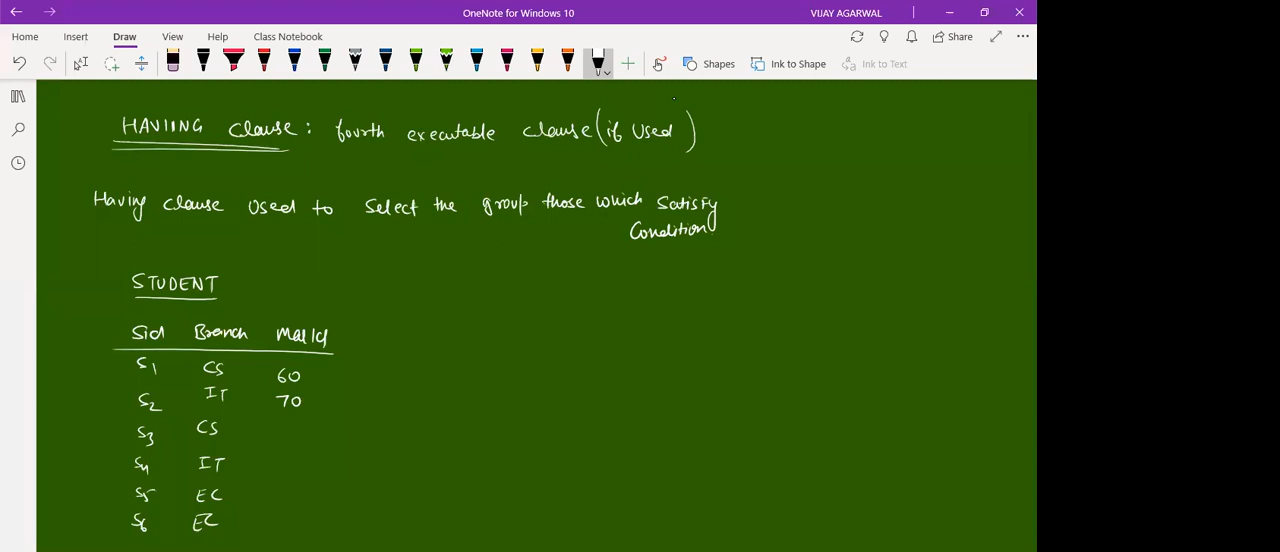 OneNote for Windows 10
VIJAY AGARWAL
Home Insert Draw View Help Class Notebook
Share
Shapes Ink to Shape Ink to Text
HAVIING Clause: fourth executable clause (if Used)
Having clause Used to select the group those which Satisfy
Condition
STUDENT
Sid Branch Mark
S1 CS 60
S2 IT 70
S3 CS
S4 IT
S5 EC
S6 EC